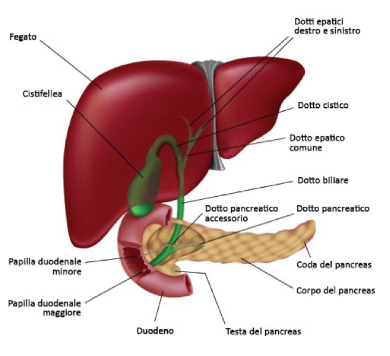 Dotti epatici
destro e sinistro
Fegato
Cistifellea
Dotto cistico
Dotto epatico
comune
Dotto biliare
Dotto pancreatico
accessorio
Dotto pancreatico
Papilla duodenale
minore
Coda del pancreas
Corpo del pancreas
Papilla duodenale
maggiore
Duodeno
Testa del pancreas